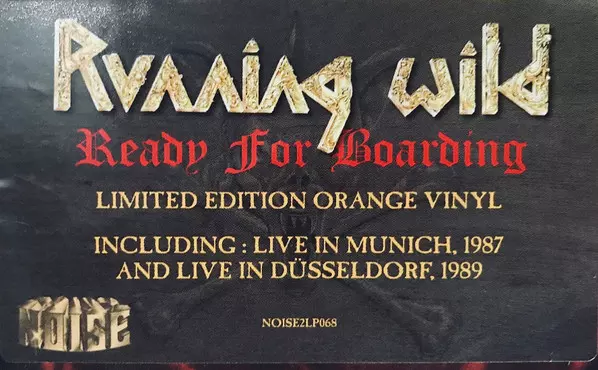 Running Wild
Ready For Boarding
LIMITED EDITION ORANGE VINYL
INCLUDING : LIVE IN MUNICH, 1987
AND LIVE IN DÜSSELDORF, 1989
NOISE
NOISE2LP068